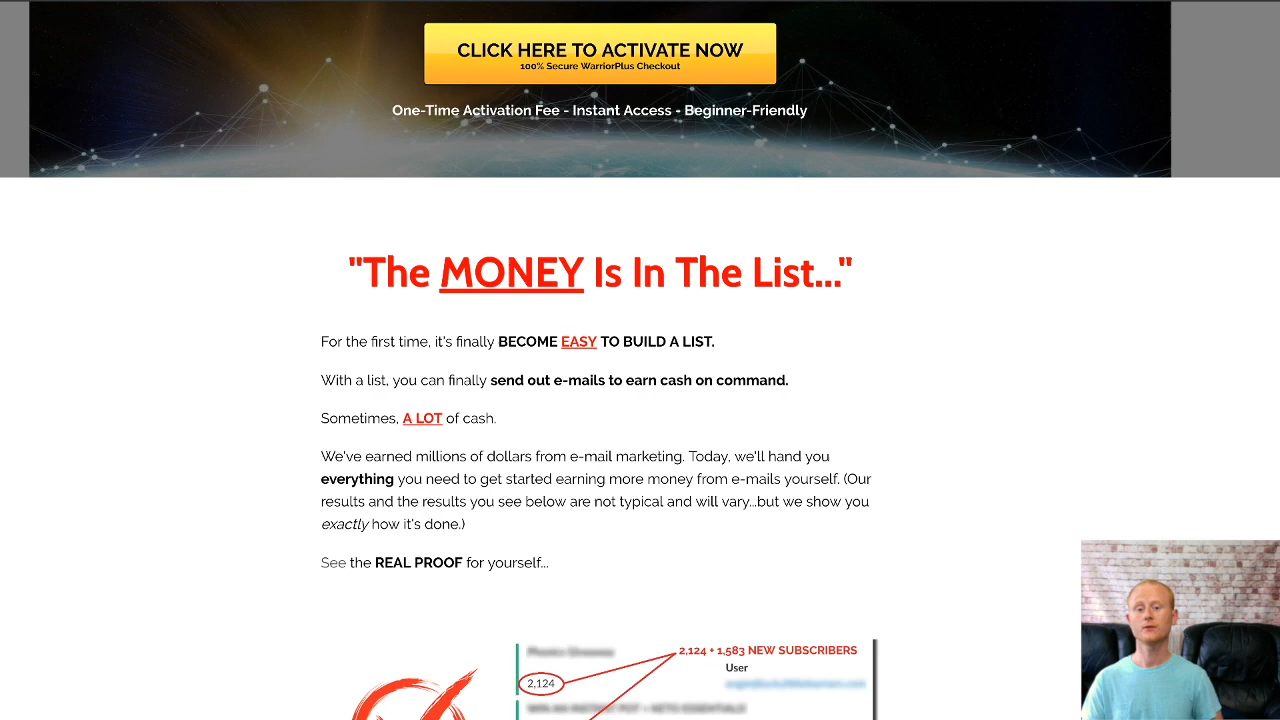 CLICK HERE TO ACTIVATE NOW
100% Secure WarriorPlus Checkout
One-Time Activation Fee - Instant Access - Beginner-Friendly
"The MONEY Is In The List..."
For the first time, it's finally BECOME EASY TO BUILD A LIST.
With a list, you can finally send out e-mails to earn cash on command.
Sometimes, A LOT of cash.
We've earned millions of dollars from e-mail marketing. Today, we'll hand you
everything you need to get started earning more money from e-mails yourself. (Our
results and the results you see below are not typical and will vary...but we show you
exactly how it's done.)
See the REAL PROOF for yourself...
2,124 + 1,583 NEW SUBSCRIBERS
User
2,124